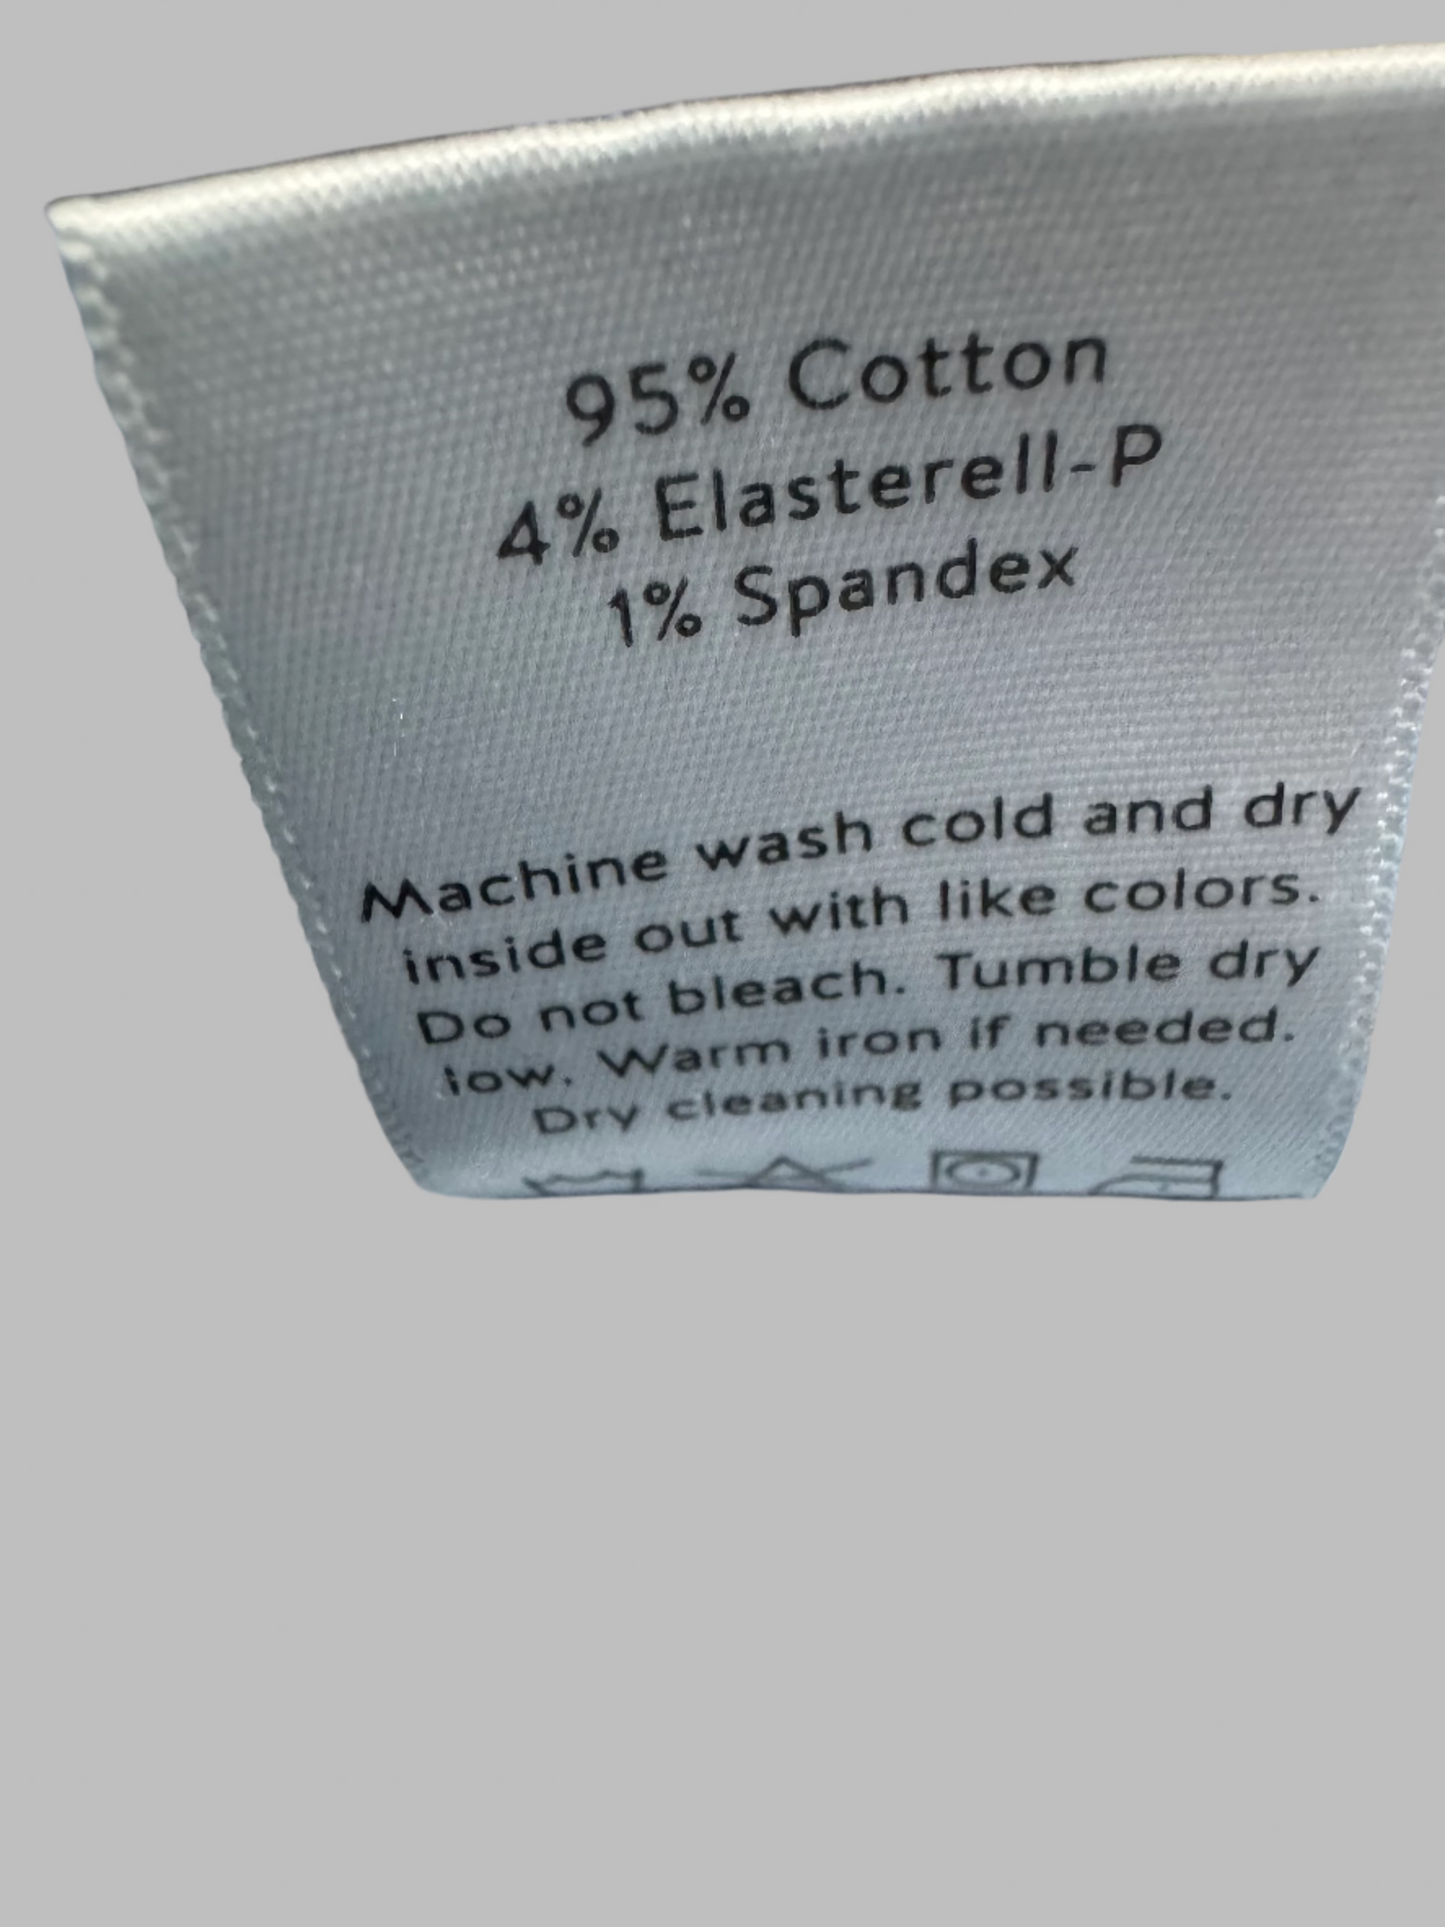 95% Cotton
4% Elasterell-P
1% Spandex
Machine wash cold and dry
inside out with like colors.
Do not bleach. Tumble dry
low. Warm iron if needed.
Dry cleaning possible.